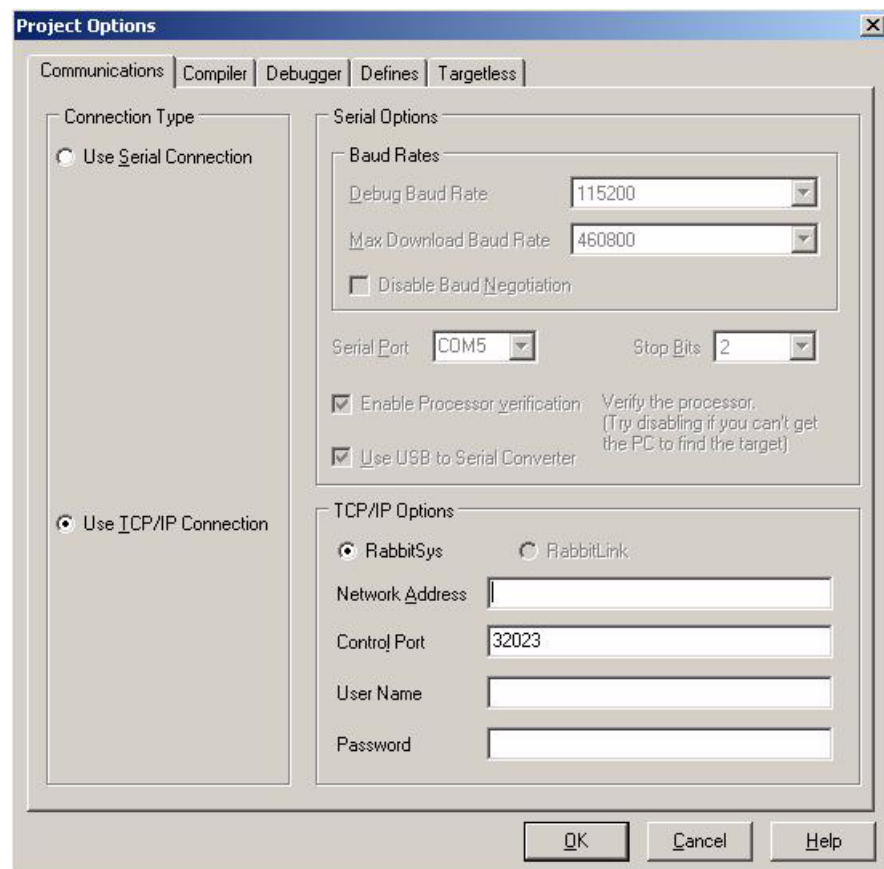 Project Options
Communications Compiler Debugger Defines Targetless
Connection Type
Use Serial Connection
Use TCP/IP Connection
Serial Options
Baud Rates
Debug Baud Rate 115200
Max Download Baud Rate 460800
Disable Baud Negotiation
Serial Port COM5 Stop Bits 2
Enable Processor verification
Verify the processor.
(Try disabling if you can't get
the PC to find the target)
Use USB to Serial Converter
TCP/IP Options
RabbitSys RabbitLink
Network Address
Control Port 32023
User Name
Password
OK Cancel Help